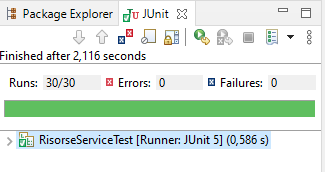 Package Explorer JUnit
Finished after 2,116 seconds
Runs: 30/30 Errors: 0 Failures: 0
RisorseServiceTest [Runner: JUnit 5] (0,586 s)